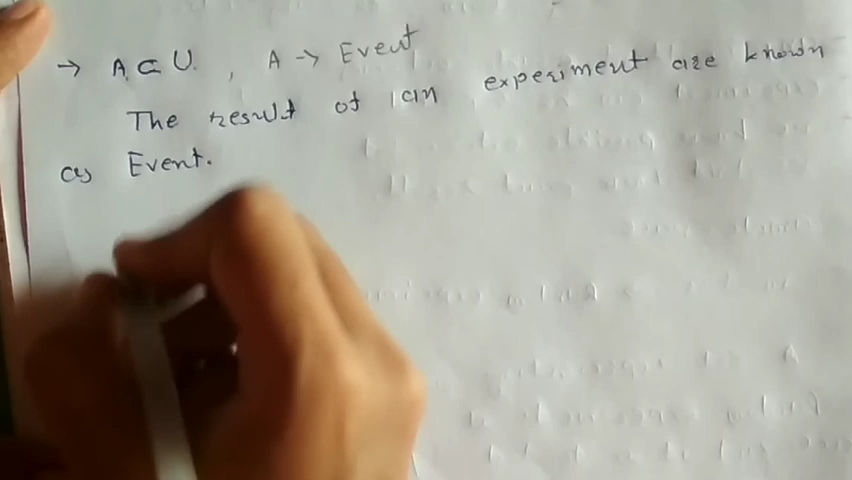 → A ⊂ U. , A → Event
The result of an experiment are known
as Event.